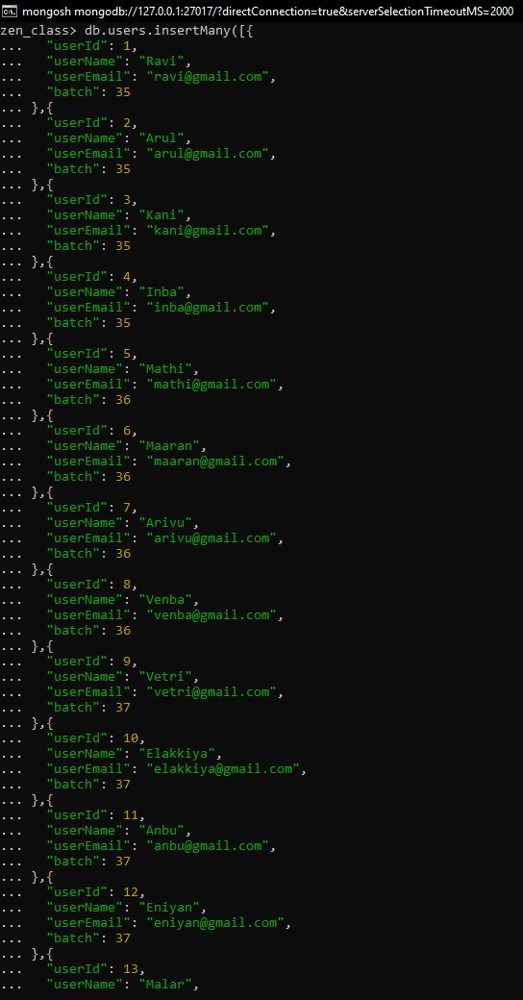 mongosh mongodb://127.0.0.1:27017/?directConnection=true&serverSelectionTimeoutMS=2000
zen_class> db.users.insertMany([{
...   "userId": 1,
...   "userName": "Ravi",
...   "userEmail": "ravi@gmail.com",
...   "batch": 35
... },{
...   "userId": 2,
...   "userName": "Arul",
...   "userEmail": "arul@gmail.com",
...   "batch": 35
... },{
...   "userId": 3,
...   "userName": "Kani",
...   "userEmail": "kani@gmail.com",
...   "batch": 35
... },{
...   "userId": 4,
...   "userName": "Inba",
...   "userEmail": "inba@gmail.com",
...   "batch": 35
... },{
...   "userId": 5,
...   "userName": "Mathi",
...   "userEmail": "mathi@gmail.com",
...   "batch": 36
... },{
...   "userId": 6,
...   "userName": "Maaran",
...   "userEmail": "maaran@gmail.com",
...   "batch": 36
... },{
...   "userId": 7,
...   "userName": "Arivu",
...   "userEmail": "arivu@gmail.com",
...   "batch": 36
... },{
...   "userId": 8,
...   "userName": "Venba",
...   "userEmail": "venba@gmail.com",
...   "batch": 36
... },{
...   "userId": 9,
...   "userName": "Vetri",
...   "userEmail": "vetri@gmail.com",
...   "batch": 37
... },{
...   "userId": 10,
...   "userName": "Elakkiya",
...   "userEmail": "elakkiya@gmail.com",
...   "batch": 37
... },{
...   "userId": 11,
...   "userName": "Anbu",
...   "userEmail": "anbu@gmail.com",
...   "batch": 37
... },{
...   "userId": 12,
...   "userName": "Eniyan",
...   "userEmail": "eniyan@gmail.com",
...   "batch": 37
... },{
...   "userId": 13,
...   "userName": "Malar",